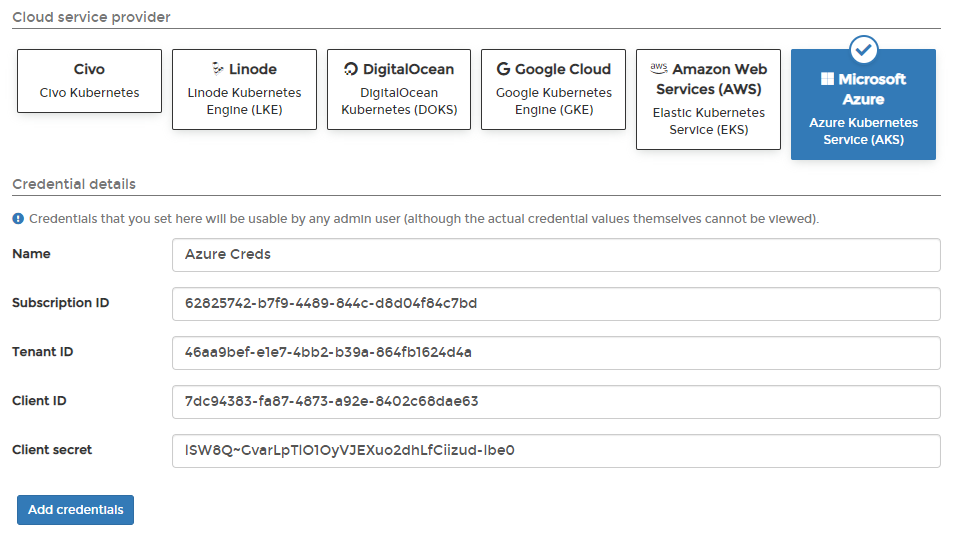 Cloud service provider
Civo
Civo Kubernetes
Linode
Linode Kubernetes
Engine (LKE)
DigitalOcean
DigitalOcean
Kubernetes (DOKS)
Google Cloud
Google Kubernetes
Engine (GKE)
aws Amazon Web
Services (AWS)
Elastic Kubernetes
Service (EKS)
Microsoft
Azure
Azure Kubernetes
Service (AKS)
Credential details
Credentials that you set here will be usable by any admin user (although the actual credential values themselves cannot be viewed).
Name
Azure Creds
Subscription ID
62825742-b7f9-4489-844c-d8d04f84c7bd
Tenant ID
46aa9bef-e1e7-4bb2-b39a-864fb1624d4a
Client ID
7dc94383-fa87-4873-a92e-8402c68dae63
Client secret
Add credentials